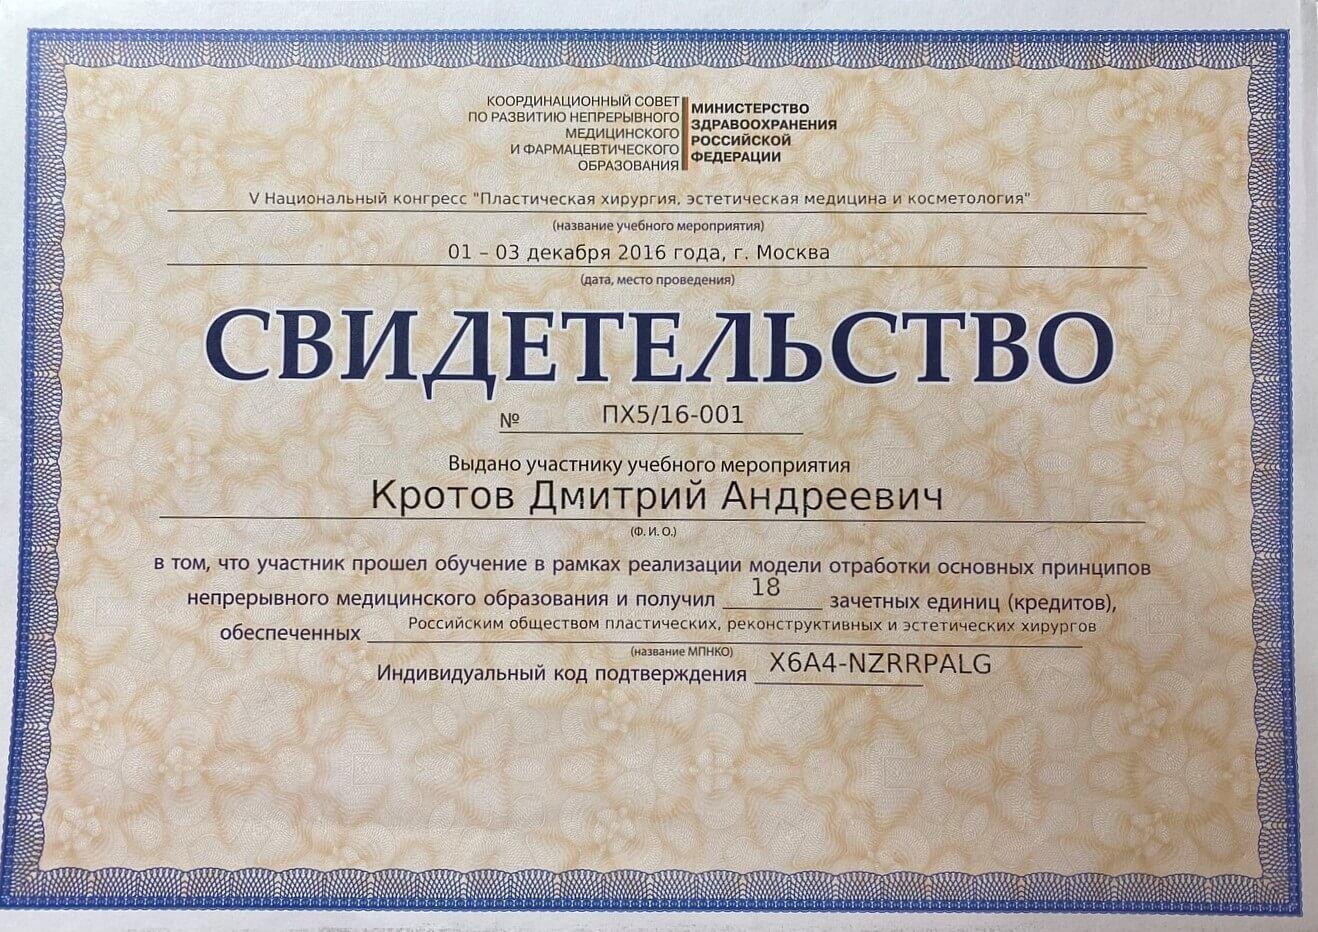 КООРДИНАЦИОННЫЙ СОВЕТ
ПО РАЗВИТИЮ НЕПРЕРЫВНОГО
МЕДИЦИНСКОГО
И ФАРМАЦЕВТИЧЕСКОГО
ОБРАЗОВАНИЯ
МИНИСТЕРСТВО
ЗДРАВООХРАНЕНИЯ
РОССИЙСКОЙ
ФЕДЕРАЦИИ
V Национальный конгресс "Пластическая хирургия, эстетическая медицина и косметология"
(название учебного мероприятия)
01 – 03 декабря 2016 года, г. Москва
(дата, место проведения)
СВИДЕТЕЛЬСТВО
№ ПХ5/16-001
Выдано участнику учебного мероприятия
Кротов Дмитрий Андреевич
(Ф. И. О.)
в том, что участник прошел обучение в рамках реализации модели отработки основных принципов
непрерывного медицинского образования и получил 18 зачетных единиц (кредитов),
обеспеченных Российским обществом пластических, реконструктивных и эстетических хирургов
(название МПНКО)
Индивидуальный код подтверждения X6A4-NZRRPALG